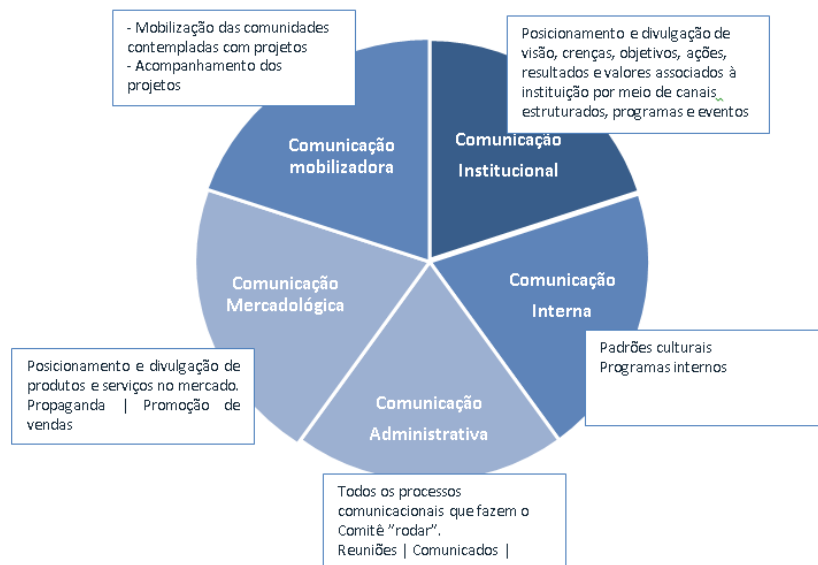 - Mobilização das comunidades
contempladas com projetos
- Acompanhamento dos
projetos
Posicionamento e divulgação de
visão, crenças, objetivos, ações,
resultados e valores associados à
instituição por meio de canais
estruturados, programas e eventos
Comunicação
mobilizadora
Comunicação
Institucional
Comunicação
Mercadológica
Comunicação
Interna
Posicionamento e divulgação de
produtos e serviços no mercado.
Propaganda | Promoção de
vendas
Padrões culturais
Programas internos
Comunicação
Administrativa
Todos os processos
comunicacionais que fazem o
Comitê "rodar".
Reuniões | Comunicados |